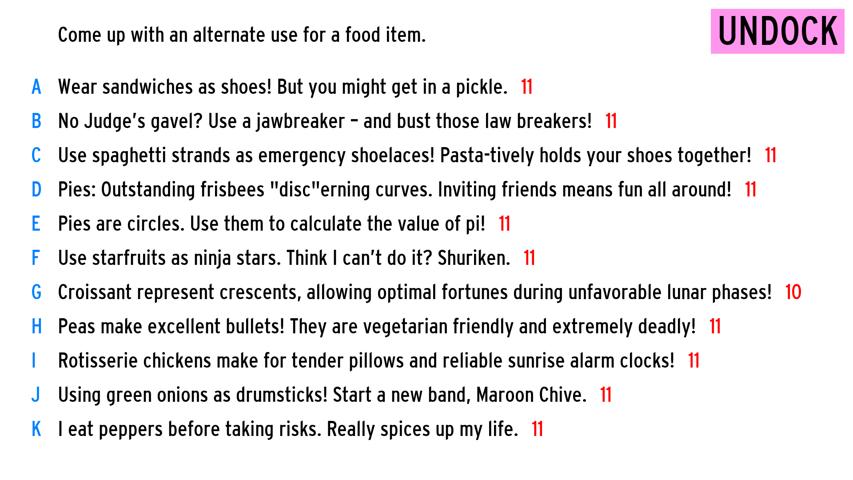 Come up with an alternate use for a food item.
UNDOCK
A Wear sandwiches as shoes! But you might get in a pickle. 11
B No Judge's gavel? Use a jawbreaker – and bust those law breakers! 11
C Use spaghetti strands as emergency shoelaces! Pasta-tively holds your shoes together! 11
D Pies: Outstanding frisbees "disc"erning curves. Inviting friends means fun all around! 11
E Pies are circles. Use them to calculate the value of pi! 11
F Use starfruits as ninja stars. Think I can't do it? Shuriken. 11
G Croissant represent crescents, allowing optimal fortunes during unfavorable lunar phases! 10
H Peas make excellent bullets! They are vegetarian friendly and extremely deadly! 11
I Rotisserie chickens make for tender pillows and reliable sunrise alarm clocks! 11
J Using green onions as drumsticks! Start a new band, Maroon Chive. 11
K I eat peppers before taking risks. Really spices up my life. 11